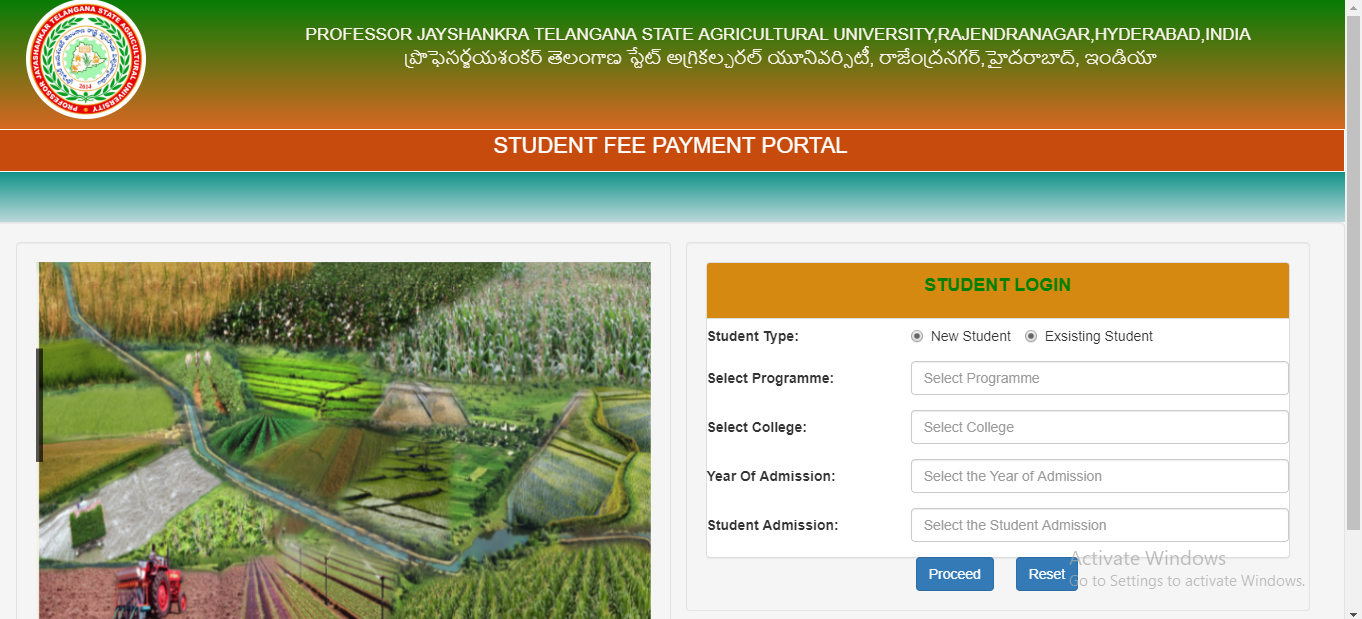 PROFESSOR JAYSHANKAR TELANGANA STATE AGRICULTURAL UNIVERSITY
2014
PROFESSOR JAYSHANKRA TELANGANA STATE AGRICULTURAL UNIVERSITY,RAJENDRANAGAR,HYDERABAD,INDIA
ప్రొఫెసర్జయశంకర్ తెలంగాణ స్టేట్ అగ్రికల్చరల్ యూనివర్సిటీ, రాజేంద్రనగర్,హైదరాబాద్, ఇండియా
STUDENT FEE PAYMENT PORTAL
STUDENT LOGIN
Student Type: New Student Exsisting Student
Select Programme: Select Programme
Select College: Select College
Year Of Admission: Select the Year of Admission
Student Admission: Select the Student Admission
Activate Windows
Proceed Reset Go to Settings to activate Windows.